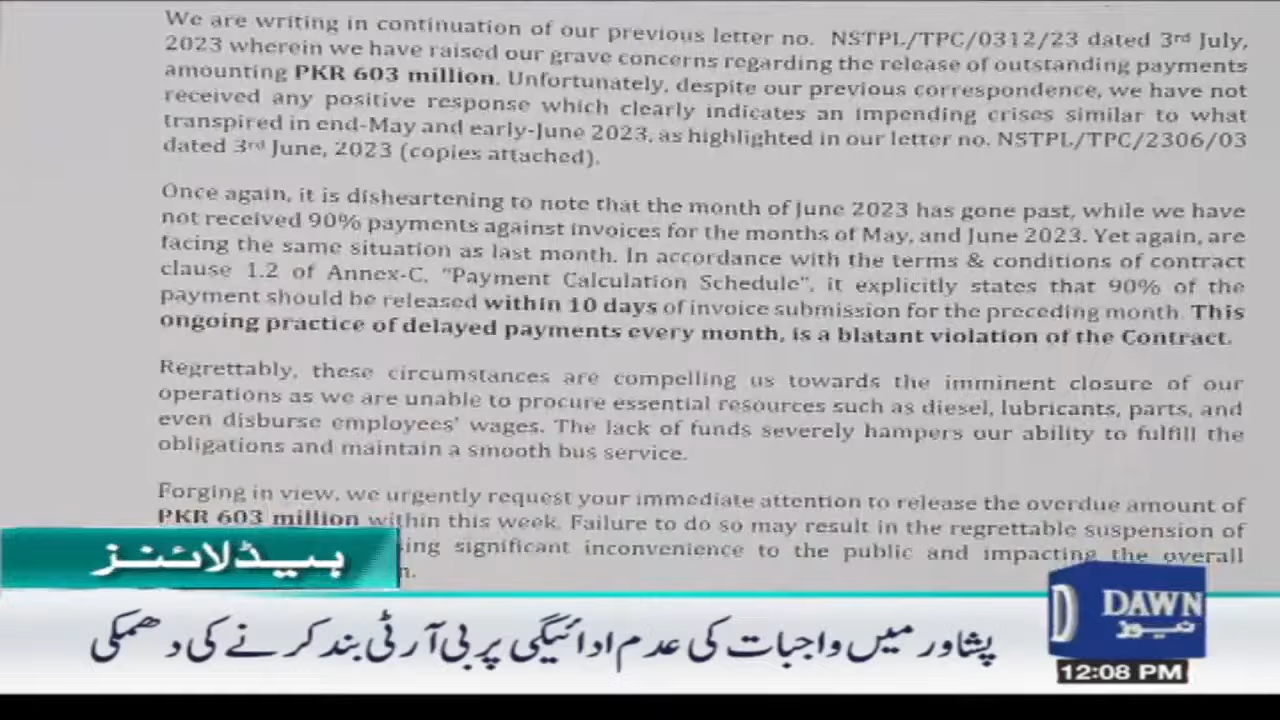 We are writing in continuation of our previous letter no. NSTPL/TPC/0312/23 dated 3rd July,
2023 wherein we have raised our grave concerns regarding the release of outstanding payments
amounting PKR 603 million. Unfortunately, despite our previous correspondence, we have not
received any positive response which clearly indicates an impending crises similar to what
transpired in end-May and early-June 2023, as highlighted in our letter no. NSTPL/TPC/2306/03
dated 3rd June, 2023 (copies attached).
Once again, it is disheartening to note that the month of June 2023 has gone past, while we have
not received 90% payments against invoices for the months of May, and June 2023. Yet again, are
facing the same situation as last month. In accordance with the terms & conditions of contract
clause 1.2 of Annex-C, "Payment Calculation Schedule", it explicitly states that 90% of the
payment should be released within 10 days of invoice submission for the preceding month. This
ongoing practice of delayed payments every month, is a blatant violation of the Contract.
Regrettably, these circumstances are compelling us towards the imminent closure of our
operations as we are unable to procure essential resources such as diesel, lubricants, parts, and
even disburse employees' wages. The lack of funds severely hampers our ability to fulfill the
obligations and maintain a smooth bus service.
Forging in view, we urgently request your immediate attention to release the overdue amount of
PKR 603 million within this week. Failure to do so may result in the regrettable suspension of
significant inconvenience to the public and impacting the overall
ہیڈلائنز
پشاور میں واجبات کی عدم ادائیگی پر بی آر ٹی بند کرنے کی دھمکی
DAWN
نیوز
12:08 PM